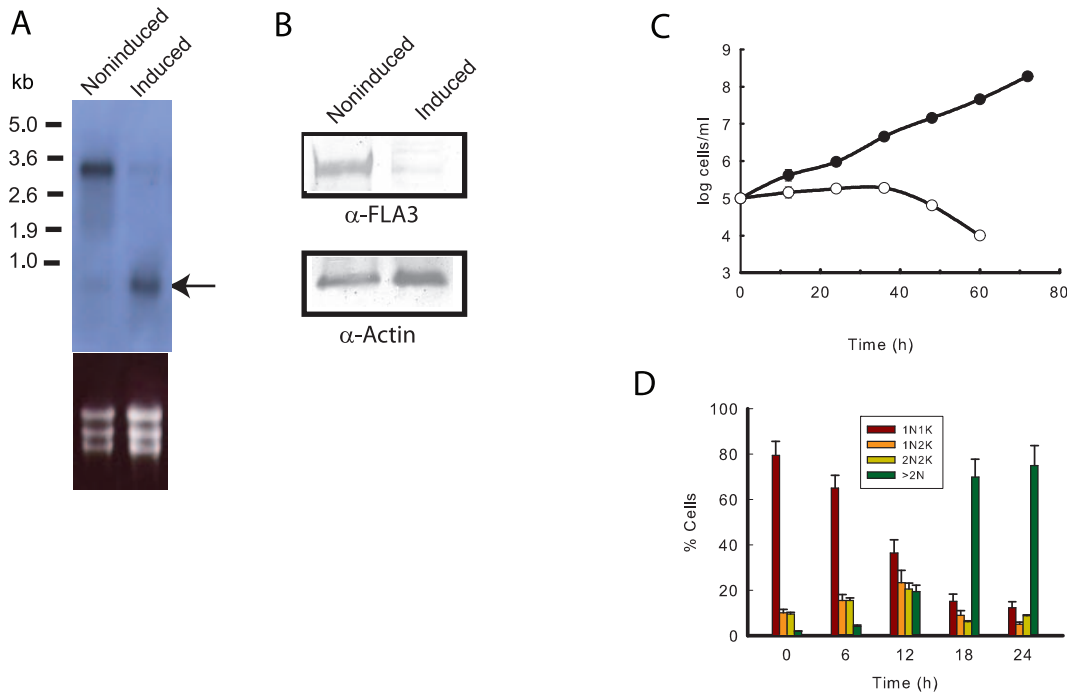 A
kb
Noninduced
Induced
5.0
3.6
2.6
1.9
1.0
B
Noninduced
Induced
α-FLA3
α-Actin
C
log cells/ml
9
8
7
6
5
4
3
0
20
40
60
80
Time (h)
D
% Cells
100
80
60
40
20
0
1N1K
1N2K
2N2K
>2N
0
6
12
18
24
Time (h)